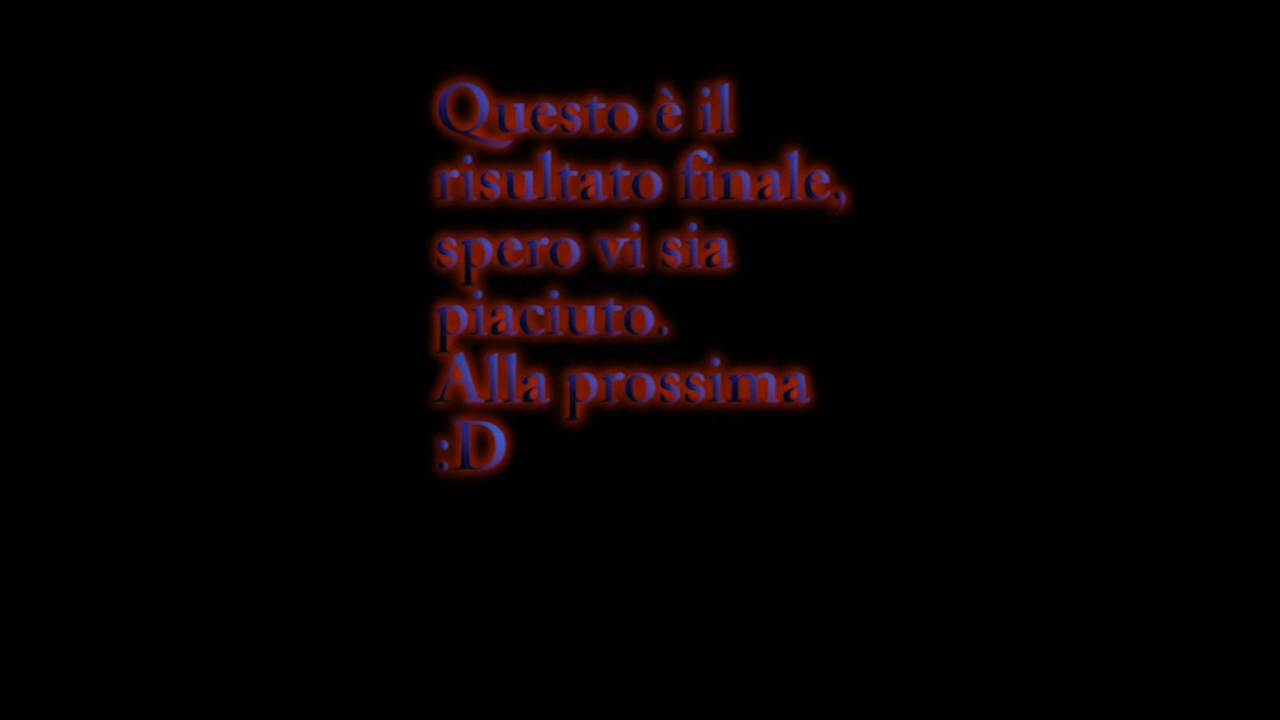 Questo è il
risultato finale,
spero vi sia
piaciuto.
Alla prossima
:D